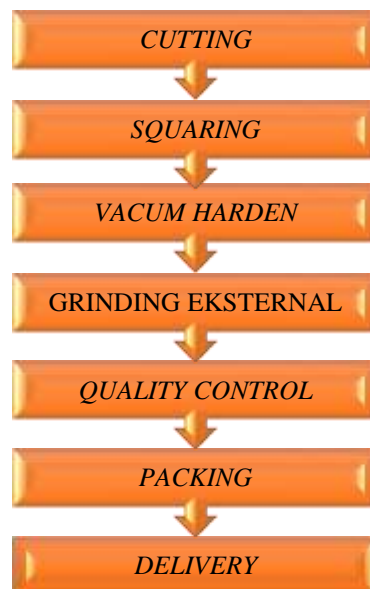 CUTTING
SQUARING
VACUM HARDEN
GRINDING EKSTERNAL
QUALITY CONTROL
PACKING
DELIVERY